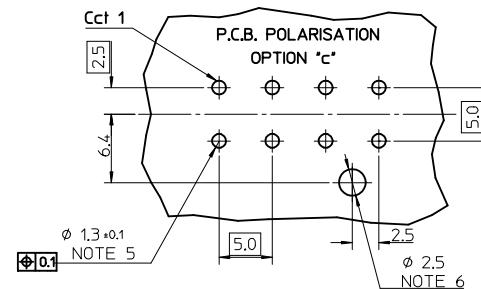 Cct 1
P.C.B. POLARISATION
OPTION "c"
2.5
5.0
6.4
ø 1.3 ±0.1
NOTE 5
⌖ 0.1
5.0
2.5
ø 2.5
NOTE 6